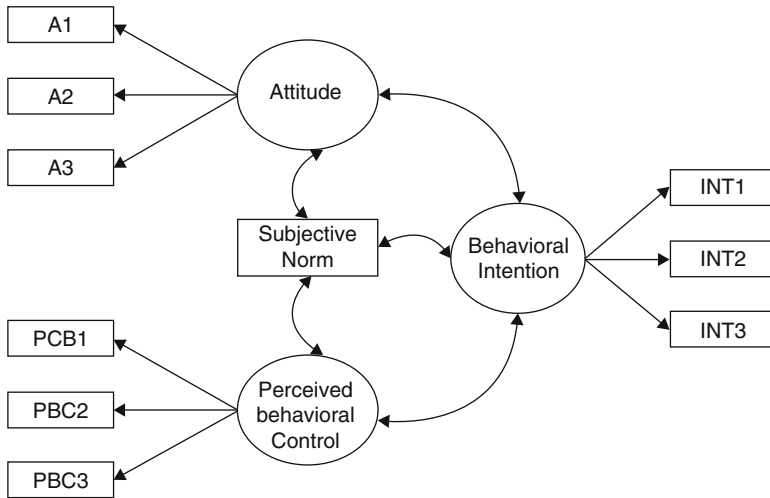 A1
A2
A3
Attitude
Subjective
Norm
Behavioral
Intention
INT1
INT2
INT3
PCB1
PBC2
PBC3
Perceived
behavioral
Control